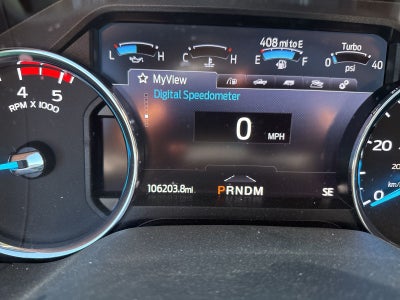 408 mi to E
L H C H E F
Turbo
0 psi 40
MyView
Digital Speedometer
4 5
RPM X 1000
0 MPH
106203.8mi
PRNDM
SE
20
0
km/